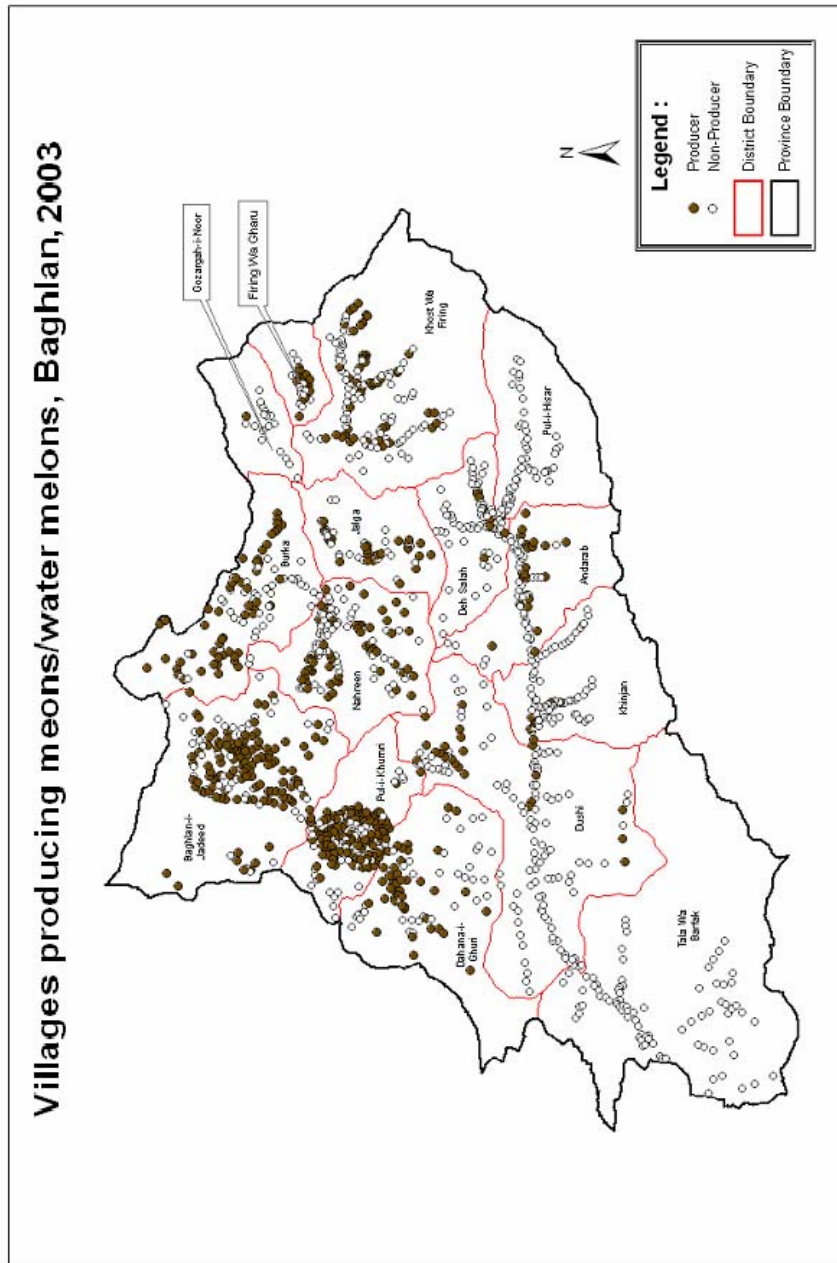 Villages producing meons/water melons, Baghlan, 2003
Gozargah-i-Noor
Firing Wa Gharu
Baghlan-i-
Jadeed
Burka
Khost Wa
Firing
Jalga
Nahreen
Pul-i-Khumri
Dahana-i-
Ghuri
Deh Salah
Pul-i-Hisar
Andarab
Khinjan
Dushi
Tala Wa
Barfak
N
Legend :
Producer
Non-Producer
District Boundary
Province Boundary